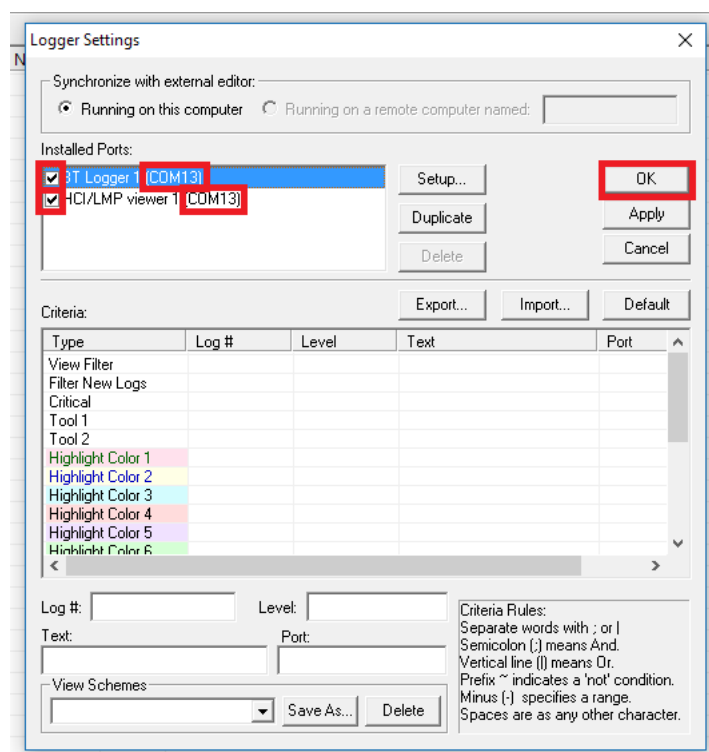 N
Logger Settings
Synchronize with external editor:
Running on this computer
Running on a remote computer named:
Installed Ports:
BT Logger 1 (COM13)
HCI/LMP viewer 1 (COM13)
Setup...
Duplicate
Delete
OK
Apply
Cancel
Export...
Import...
Default
Criteria:
Type Log # Level Text Port
View Filter
Filter New Logs
Critical
Tool 1
Tool 2
Highlight Color 1
Highlight Color 2
Highlight Color 3
Highlight Color 4
Highlight Color 5
Highlight Color 6
Log #:
Level:
Text:
Port:
View Schemes
Save As...
Delete
Criteria Rules:
Separate words with ; or |
Semicolon (;) means And.
Vertical line (|) means Or.
Prefix ~ indicates a 'not' condition.
Minus (-) specifies a range.
Spaces are as any other character.